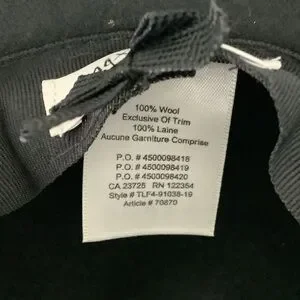 100% Wool
Exclusive Of Trim
100% Laine
Aucune Garniture Comprise
P.O. # 4500098418
P.O. # 4500098419
P.O. # 4500098420
CA 23725 RN 122354
Style # TLF4-91038-19
Article # 70870